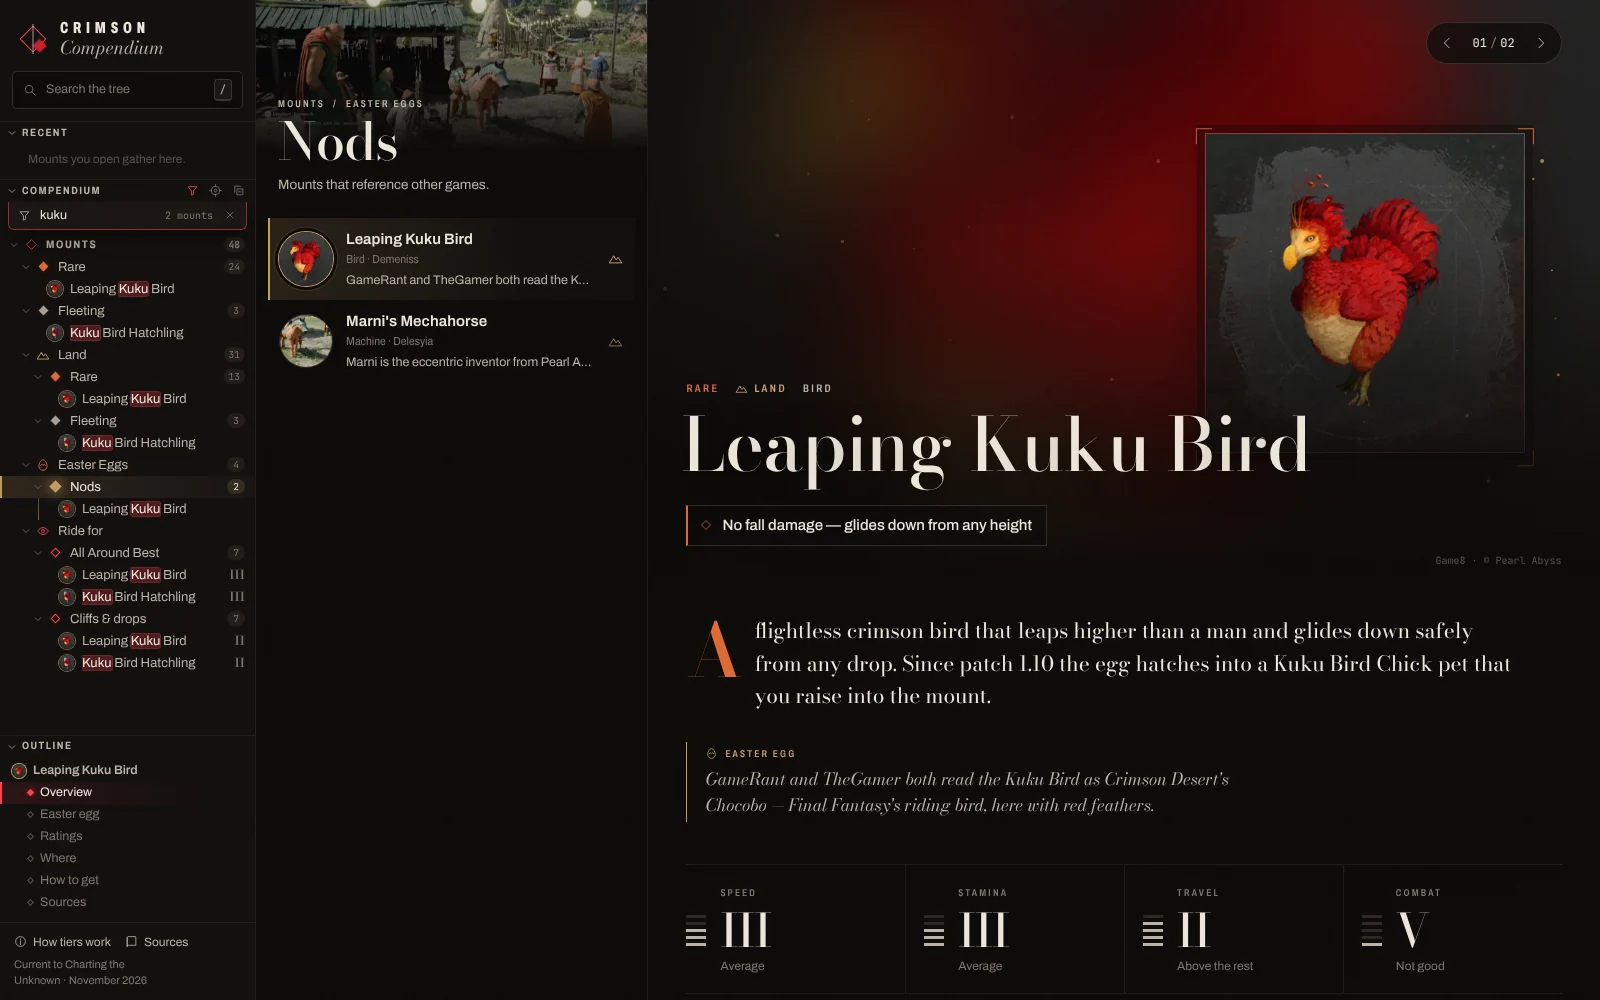 CRIMSON
Compendium
Search the tree /
RECENT
Mounts you open gather here.
COMPENDIUM
kuku 2 mounts
MOUNTS 48
Rare 24
Leaping Kuku Bird
Fleeting 3
Kuku Bird Hatchling
Land 31
Rare 13
Leaping Kuku Bird
Fleeting 3
Kuku Bird Hatchling
Easter Eggs 4
Nods 2
Leaping Kuku Bird
Ride for
All Around Best 7
Leaping Kuku Bird III
Kuku Bird Hatchling III
Cliffs & drops 7
Leaping Kuku Bird II
Kuku Bird Hatchling II
OUTLINE
Leaping Kuku Bird
Overview
Easter egg
Ratings
Where
How to get
Sources
How tiers work Sources
Current to Charting the
Unknown · November 2026
MOUNTS / EASTER EGGS
Nods
Mounts that reference other games.
Leaping Kuku Bird
Bird · Demeniss
GameRant and TheGamer both read the K...
Marni's Mechahorse
Machine · Delesyia
Marni is the eccentric inventor from Pearl A...
01 / 02
RARE LAND BIRD
Leaping Kuku Bird
No fall damage — glides down from any height
Game8 · © Pearl Abyss
A flightless crimson bird that leaps higher than a man and glides down safely
from any drop. Since patch 1.10 the egg hatches into a Kuku Bird Chick pet that
you raise into the mount.
EASTER EGG
GameRant and TheGamer both read the Kuku Bird as Crimson Desert's
Chocobo — Final Fantasy's riding bird, here with red feathers.
SPEED
III
Average
STAMINA
III
Average
TRAVEL
II
Above the rest
COMBAT
V
Not good